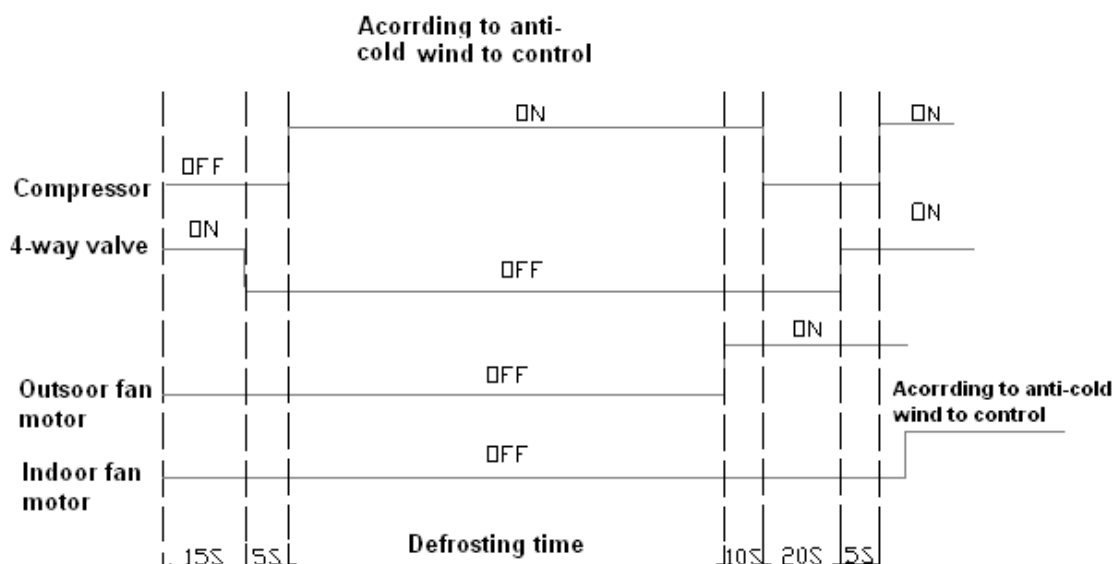 Acorrding to anti-
cold wind to control
ON
ON
OFF
Compressor
ON
ON
4-way valve
OFF
ON
OFF
Outsoor fan
motor
Acorrding to anti-cold
wind to control
OFF
Indoor fan
motor
15S 5S Defrosting time 10S 20S 5S